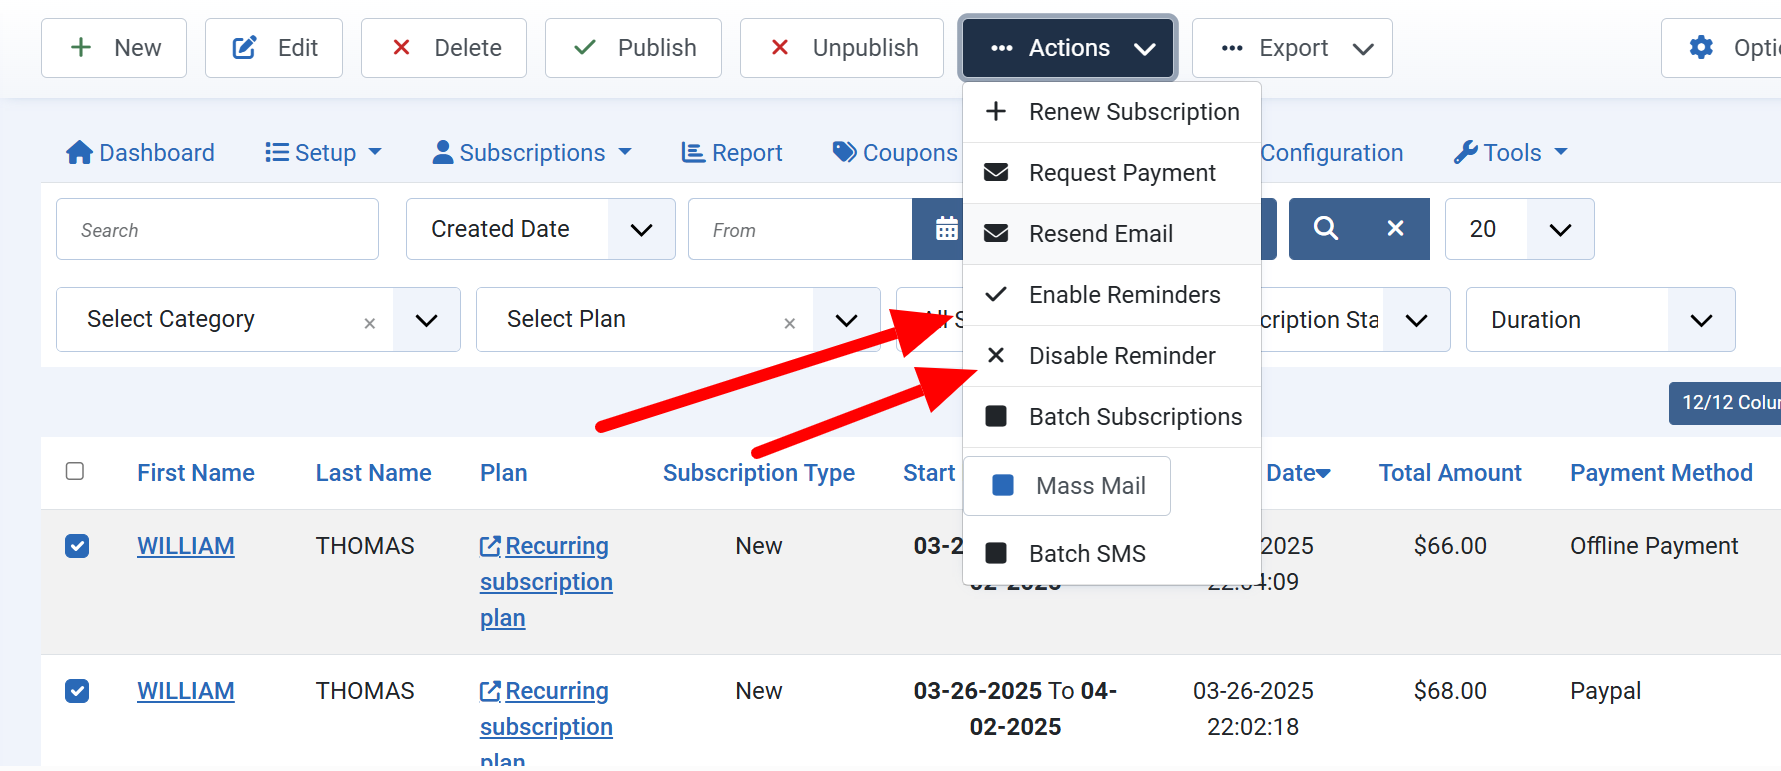 New Edit Delete Publish Unpublish Actions Export
Renew Subscription
Request Payment
Resend Email
Enable Reminders
Disable Reminder
Batch Subscriptions
Mass Mail
Batch SMS
Dashboard Setup Subscriptions Report Coupons Configuration Tools
Search Created Date From 20
Select Category × Select Plan × Duration
12/12
First Name Last Name Plan Subscription Type Start Date Total Amount Payment Method
WILLIAM THOMAS Recurring New 2025 $66.00 Offline Payment
subscription
plan
WILLIAM THOMAS Recurring New 03-26-2025 To 04- 03-26-2025 $68.00 Paypal
subscription 02-2025 22:02:18
plan